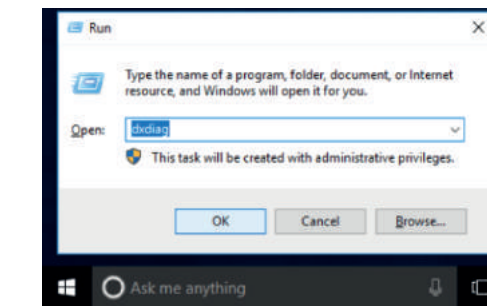 Run
Type the name of a program, folder, document, or Internet
resource, and Windows will open it for you.
Open: dxdiag
This task will be created with administrative privileges.
OK Cancel Browse...
Ask me anything